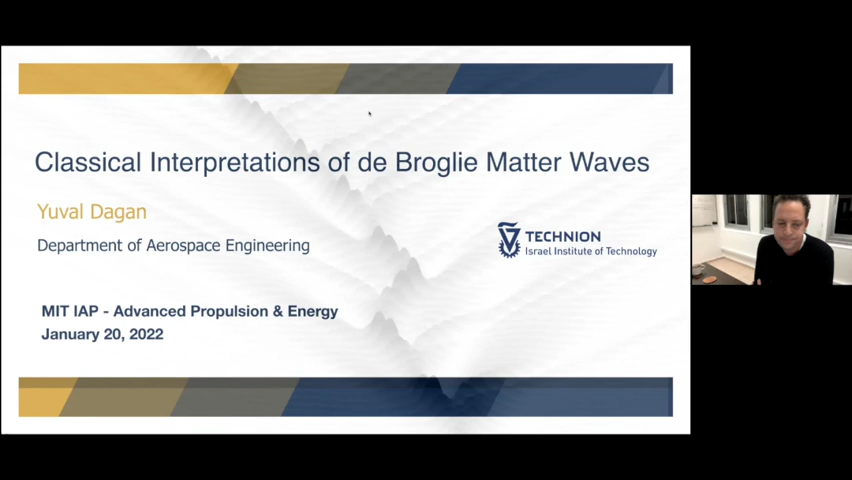 Classical Interpretations of de Broglie Matter Waves
Yuval Dagan
Department of Aerospace Engineering
TECHNION
Israel Institute of Technology
MIT IAP - Advanced Propulsion & Energy
January 20, 2022